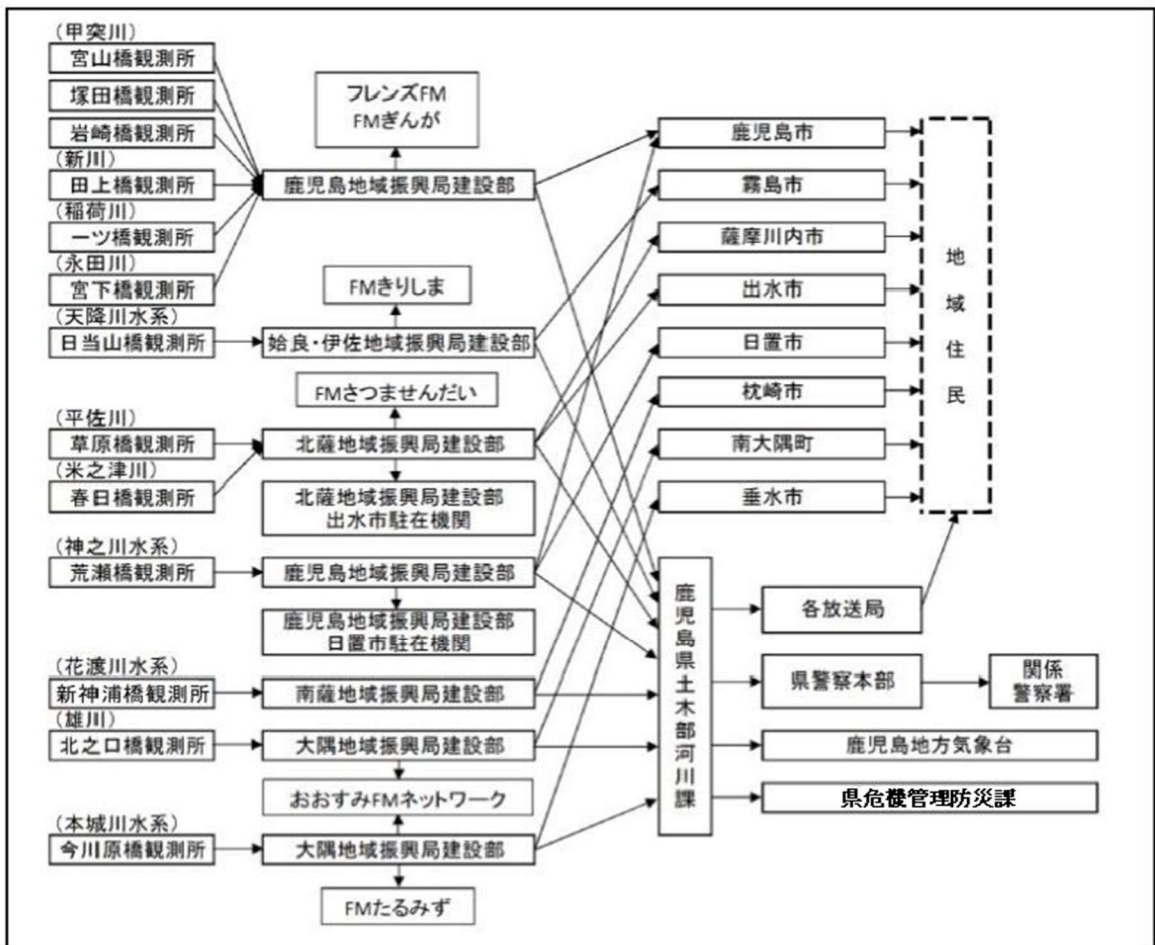 (甲突川)
宮山橋観測所
塚田橋観測所
岩崎橋観測所
(新川)
田上橋観測所
(稲荷川)
一ツ橋観測所
(永田川)
宮下橋観測所
(天降川水系)
日当山橋観測所
(平佐川)
草原橋観測所
(米之津川)
春日橋観測所
(神之川水系)
荒瀬橋観測所
(花渡川水系)
新神浦橋観測所
(雄川)
北之口橋観測所
(本城川水系)
今川原橋観測所
フレンズFM
FMぎんが
鹿児島地域振興局建設部
FMきりしま
姶良・伊佐地域振興局建設部
FMさつませんだい
北薩地域振興局建設部
北薩地域振興局建設部
出水市駐在機関
鹿児島地域振興局建設部
鹿児島地域振興局建設部
日置市駐在機関
南薩地域振興局建設部
大隅地域振興局建設部
おおすみFMネットワーク
大隅地域振興局建設部
FMたるみず
鹿児島市
霧島市
薩摩川内市
出水市
日置市
枕崎市
南大隅町
垂水市
鹿児島県土木部河川課
地域住民
各放送局
県警察本部
関係
警察署
鹿児島地方気象台
県危機管理防災課